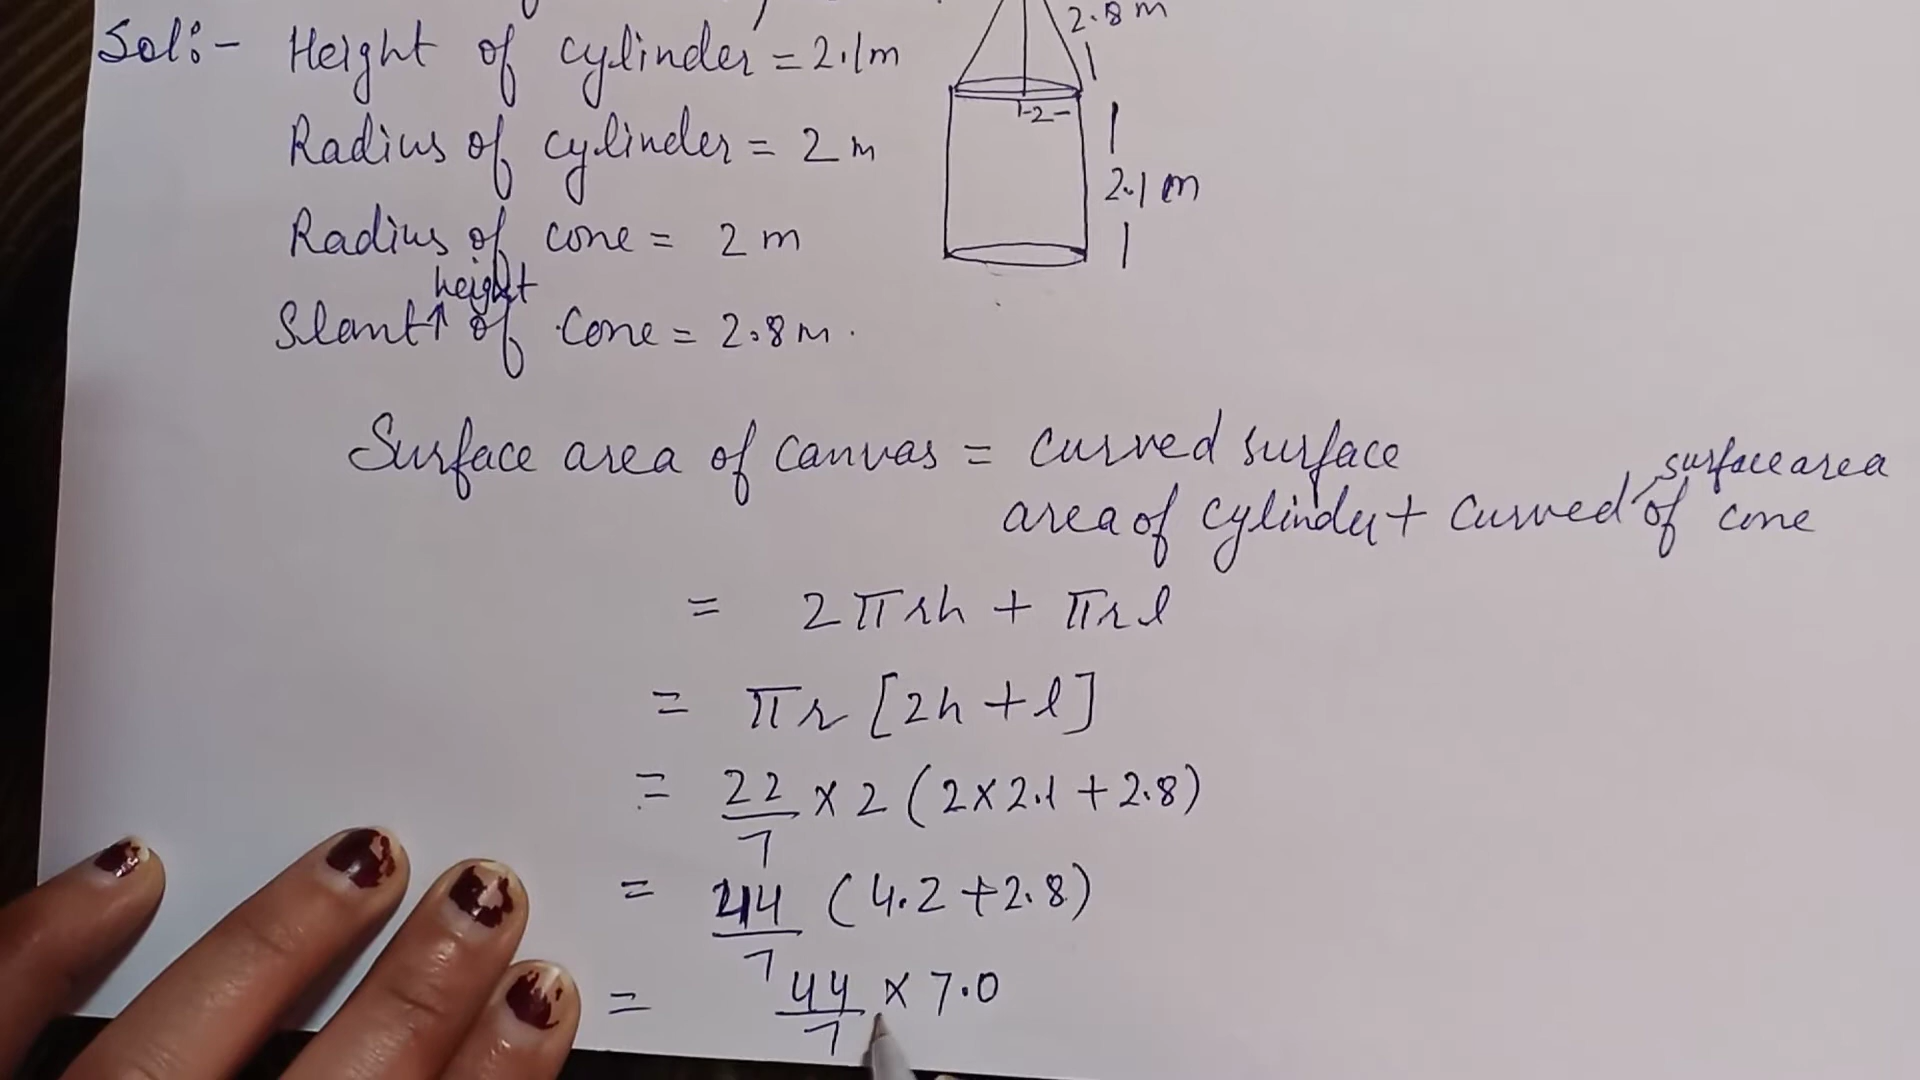 Sol:- Height of cylinder = 2.1m
Radius of cylinder = 2 m
Radius of cone = 2 m
height
Slant↑ of cone = 2.8 m.
2.8 m
2
2.1 m
Surface area of canvas = curved surface
surface area
area of cylinder + curved of cone
= 2πrh + πrl
= πr [2h + l]
= 22/7 × 2 (2×2.1 + 2.8)
= 44/7 (4.2 + 2.8)
= 44/7 × 7.0